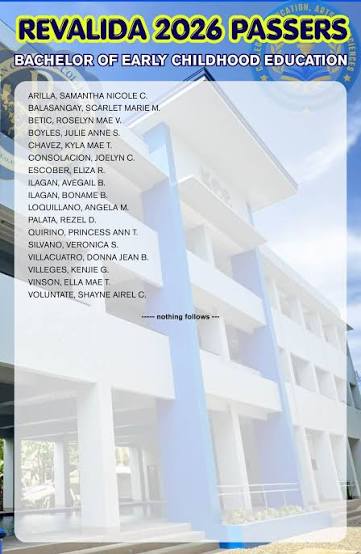 REVALIDA 2026 PASSERS
BACHELOR OF EARLY CHILDHOOD EDUCATION
ARILLA, SAMANTHA NICOLE C.
BALASANGAY, SCARLET MARIE M.
BETIC, ROSELYN MAE V.
BOYLES, JULIE ANNE S.
CHAVEZ, KYLA MAE T.
CONSOLACION, JOELYN C.
ESCOBER, ELIZA R.
ILAGAN, AVEGAIL B.
ILAGAN, BONAME B.
LOQUILLANO, ANGELA M.
PALATA, REZEL D.
QUIRINO, PRINCESS ANN T.
SILVANO, VERONICA S.
VILLACUATRO, DONNA JEAN B.
VILLEGES, KENJIE G.
VINSON, ELLA MAE T.
VOLUNTATE, SHAYNE AIREL C.
----- nothing follows ---